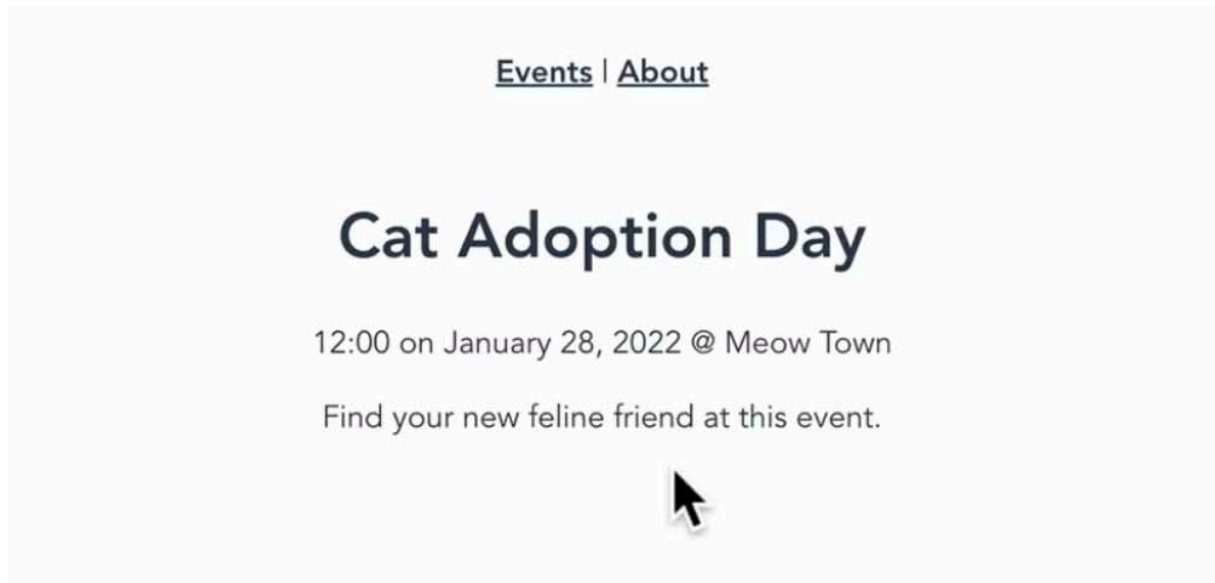 Events | About
Cat Adoption Day
12:00 on January 28, 2022 @ Meow Town
Find your new feline friend at this event.